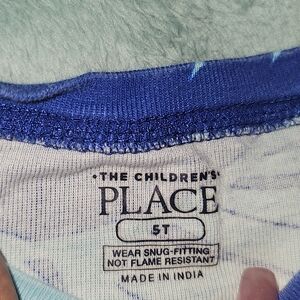 • THE CHILDREN'S •
PLACE
5T
WEAR SNUG-FITTING
NOT FLAME RESISTANT
MADE IN INDIA